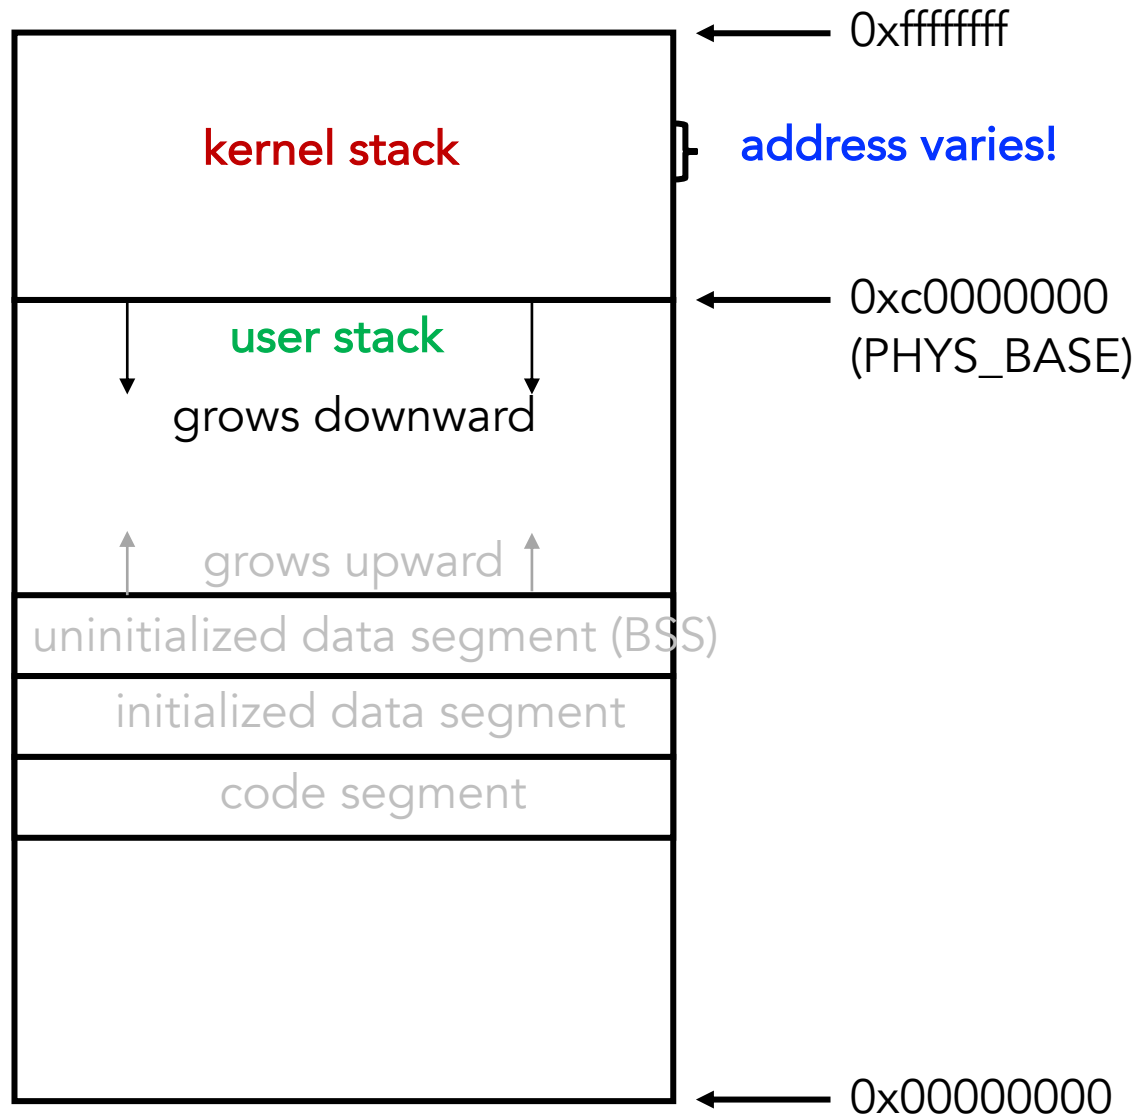 0xffffffff
kernel stack
address varies!
0xc0000000
(PHYS_BASE)
user stack
grows downward
grows upward
uninitialized data segment (BSS)
initialized data segment
code segment
0x00000000